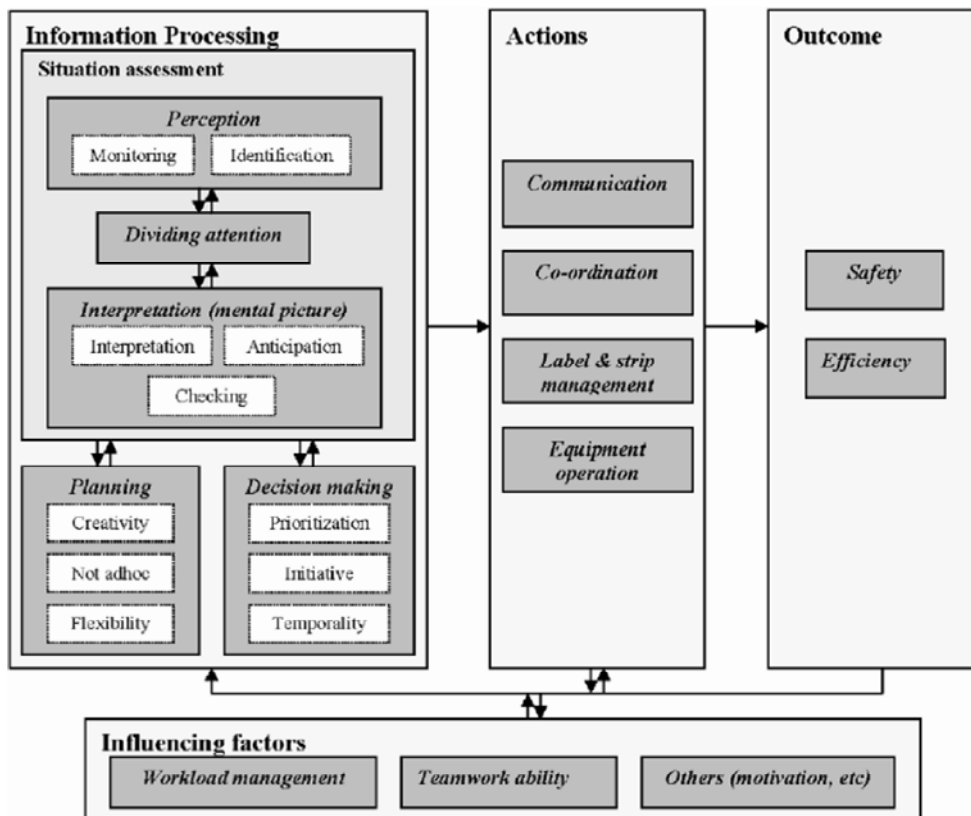 Information Processing
Situation assessment
Perception
Monitoring
Identification
Dividing attention
Interpretation (mental picture)
Interpretation
Anticipation
Checking
Planning
Creativity
Not adhoc
Flexibility
Decision making
Prioritization
Initiative
Temporality
Actions
Communication
Co-ordination
Label & strip
management
Equipment
operation
Outcome
Safety
Efficiency
Influencing factors
Workload management
Teamwork ability
Others (motivation, etc)